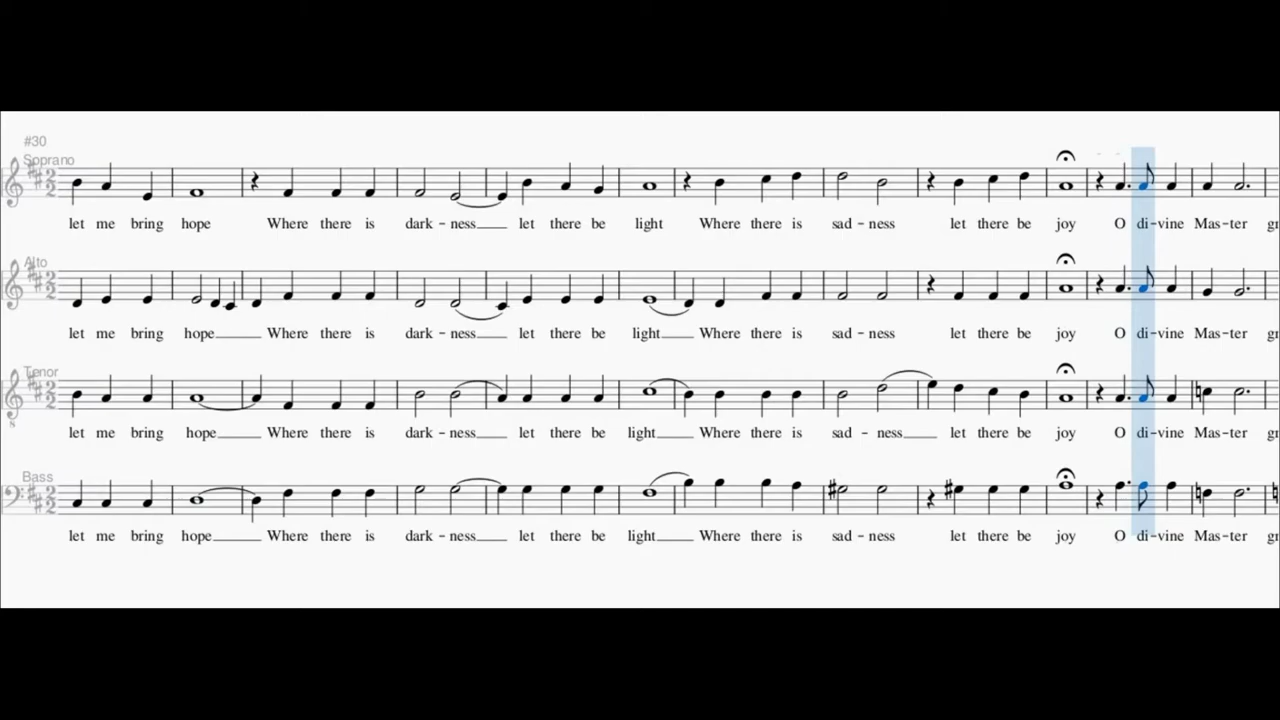 #30
Soprano
let me bring hope Where there is dark - ness let there be light Where there is sad - ness let there be joy O di - vine Mas - ter
Alto
let me bring hope Where there is dark - ness let there be light Where there is sad - ness let there be joy O di - vine Mas - ter
Tenor
8
let me bring hope Where there is dark - ness let there be light Where there is sad - ness let there be joy O di - vine Mas - ter
Bass
let me bring hope Where there is dark - ness let there be light Where there is sad - ness let there be joy O di - vine Mas - ter